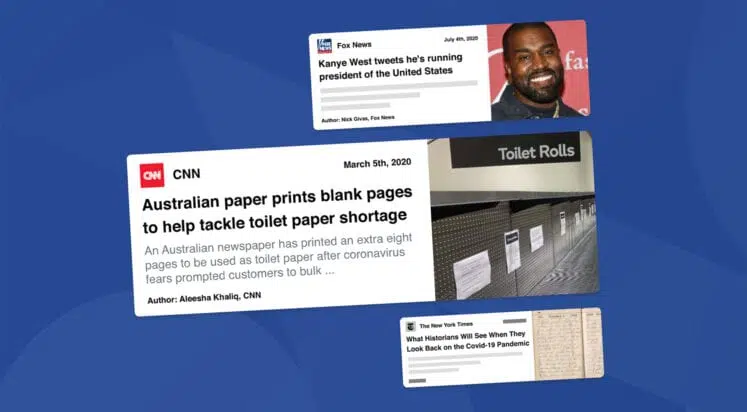 FOX NEWS
Fox News
July 4th, 2020
Kanye West tweets he's running
president of the United States
Author: Nick Givas, Fox News
CNN
CNN
March 5th, 2020
Australian paper prints blank pages
to help tackle toilet paper shortage
An Australian newspaper has printed an extra eight
pages to be used as toilet paper after coronavirus
fears prompted customers to bulk ...
Author: Aleesha Khaliq, CNN
Toilet Rolls
The New York Times
What Historians Will See When They
Look Back on the Covid-19 Pandemic